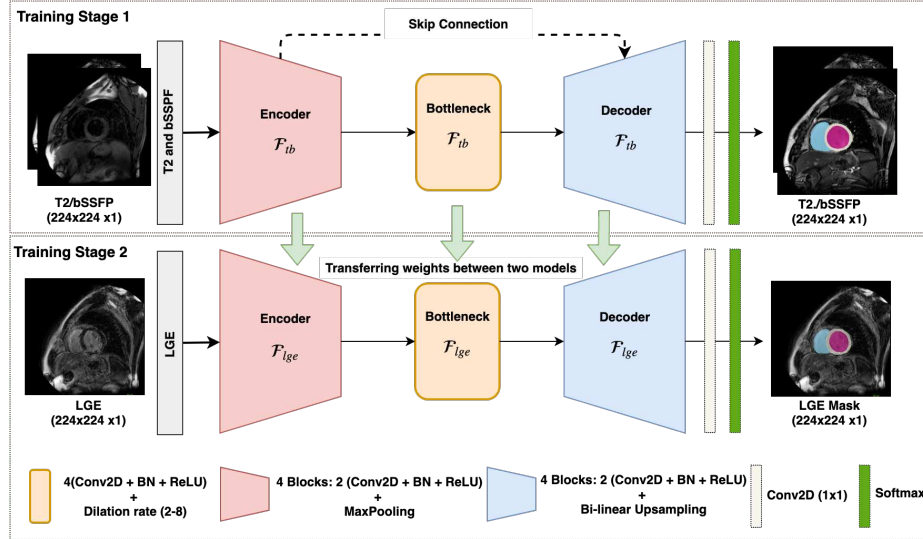 Training Stage 1
Skip Connection
T2 and bSSPF
Encoder
𝓕tb
Bottleneck
𝓕tb
Decoder
𝓕tb
T2/bSSFP
(224x224 x1)
T2./bSSFP
(224x224 x1)
Training Stage 2
Transferring weights between two models
LGE
Encoder
𝓕lge
Bottleneck
𝓕lge
Decoder
𝓕lge
LGE
(224x224 x1)
LGE Mask
(224x224 x1)
4(Conv2D + BN + ReLU)
+
Dilation rate (2-8)
4 Blocks: 2 (Conv2D + BN + ReLU)
+
MaxPooling
4 Blocks: 2 (Conv2D + BN + ReLU)
+
Bi-linear Upsampling
Conv2D (1x1)
Softmax